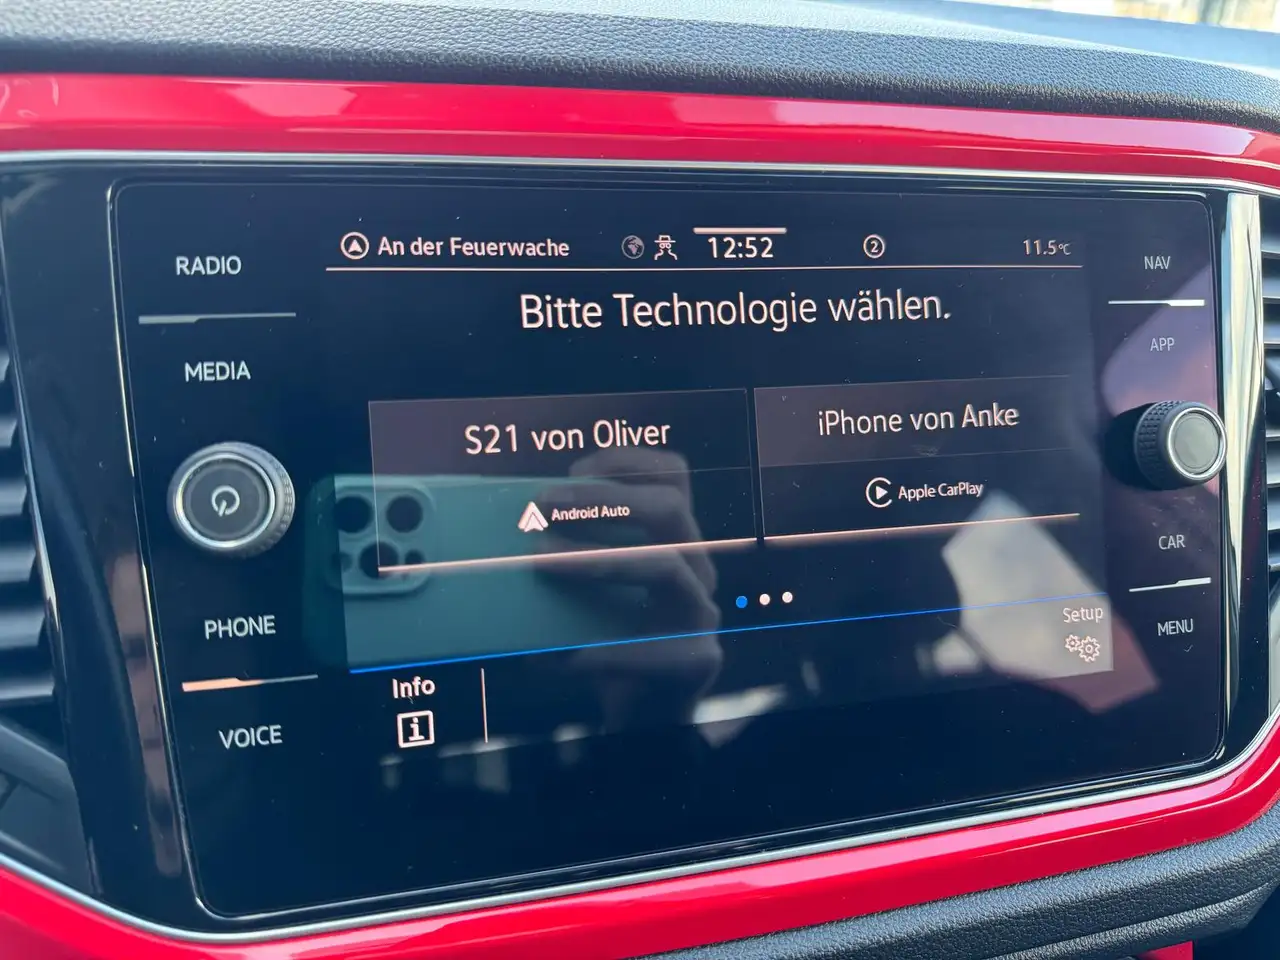 An der Feuerwache 12:52 2 11.5°C
Bitte Technologie wählen.
RADIO
MEDIA
PHONE
VOICE
S21 von Oliver
Android Auto
iPhone von Anke
Apple CarPlay
Setup
Info
i
NAV
APP
CAR
MENU